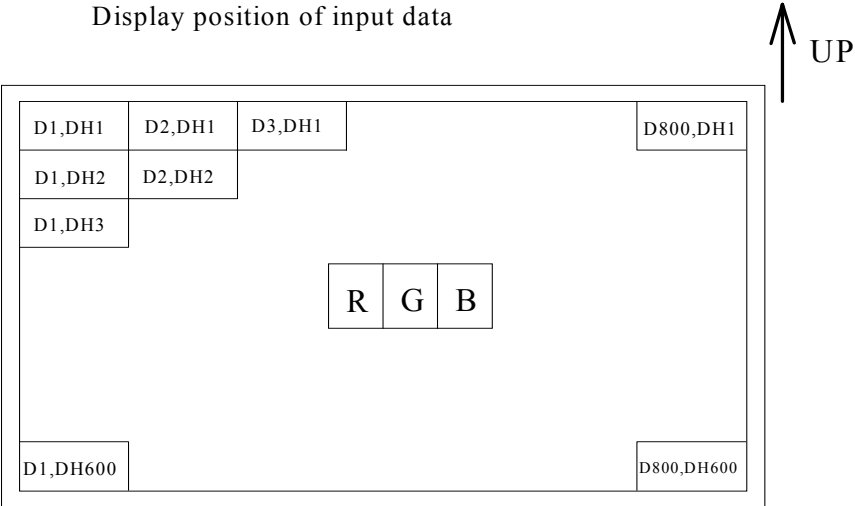 Display position of input data
UP
D1,DH1 D2,DH1 D3,DH1 D800,DH1
D1,DH2 D2,DH2
D1,DH3
R G B
D1,DH600 D800,DH600